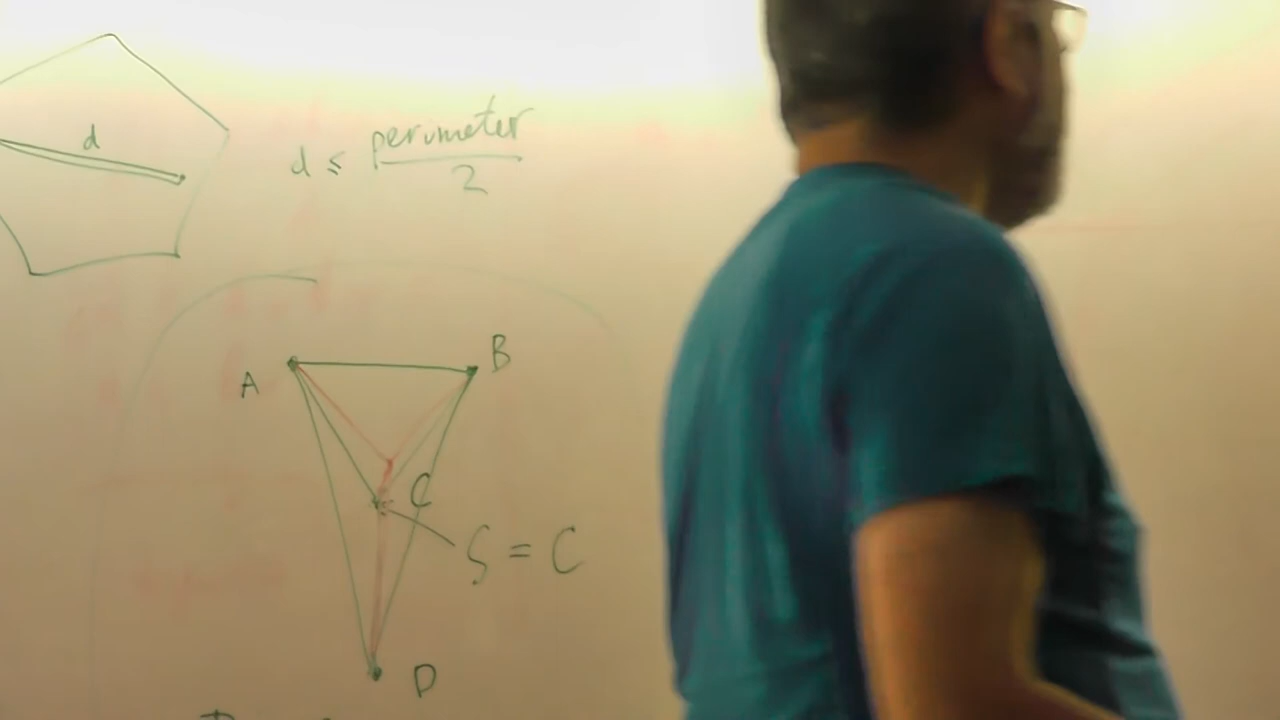 d
d ≤ perimeter
2
A
B
C
S = C
D